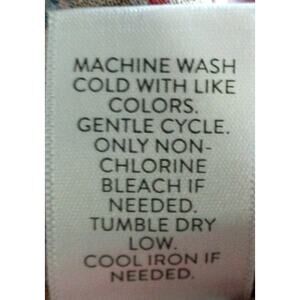 MACHINE WASH
COLD WITH LIKE
COLORS.
GENTLE CYCLE.
ONLY NON-
CHLORINE
BLEACH IF
NEEDED.
TUMBLE DRY
LOW.
COOL IRON IF
NEEDED.